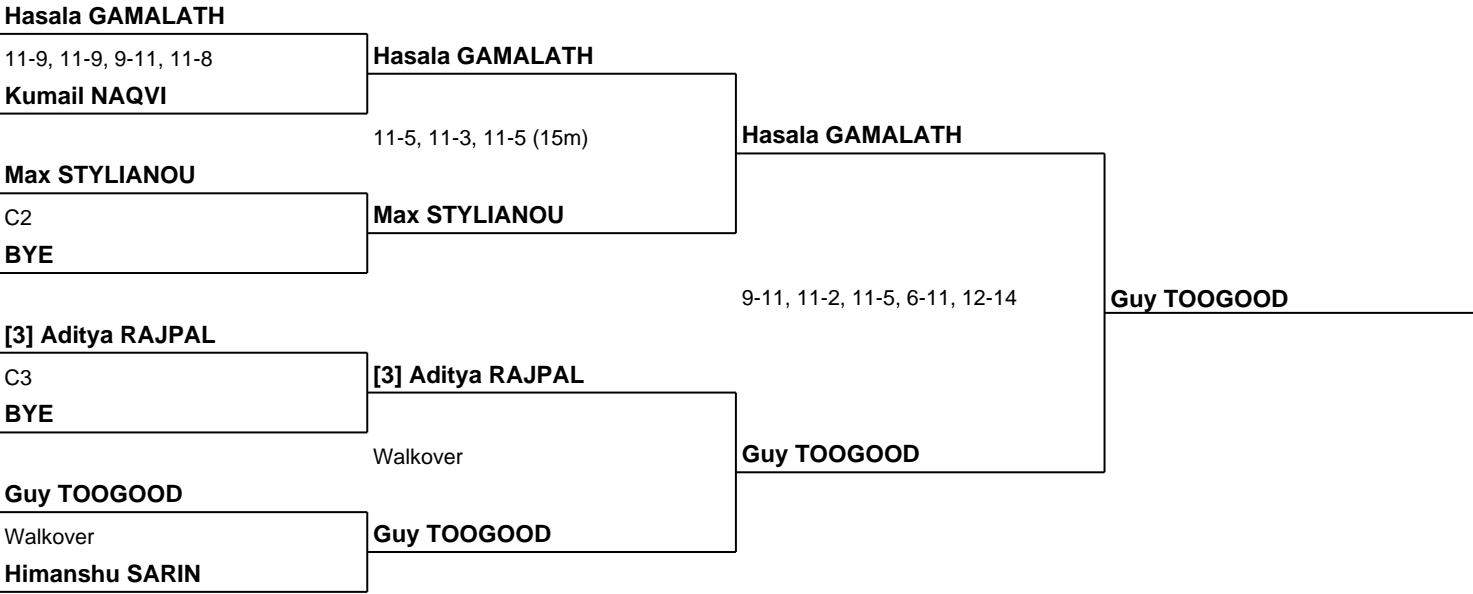 Hasala GAMALATH
11-9, 11-9, 9-11, 11-8
Kumail NAQVI
Max STYLIANOU
C2
BYE
[3] Aditya RAJPAL
C3
BYE
Guy TOOGOOD
Walkover
Himanshu SARIN
Hasala GAMALATH
11-5, 11-3, 11-5 (15m)
Max STYLIANOU
[3] Aditya RAJPAL
Walkover
Guy TOOGOOD
Hasala GAMALATH
9-11, 11-2, 11-5, 6-11, 12-14
Guy TOOGOOD
Guy TOOGOOD